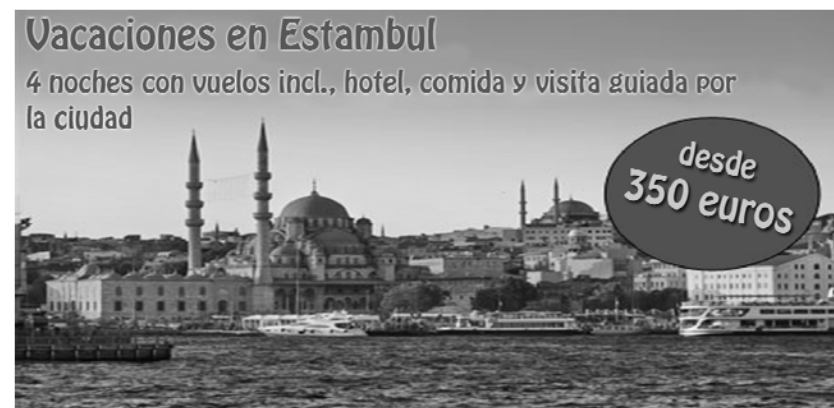 Vacaciones en Estambul
4 noches con vuelos incl., hotel, comida y visita guiada por
la ciudad
desde
350 euros